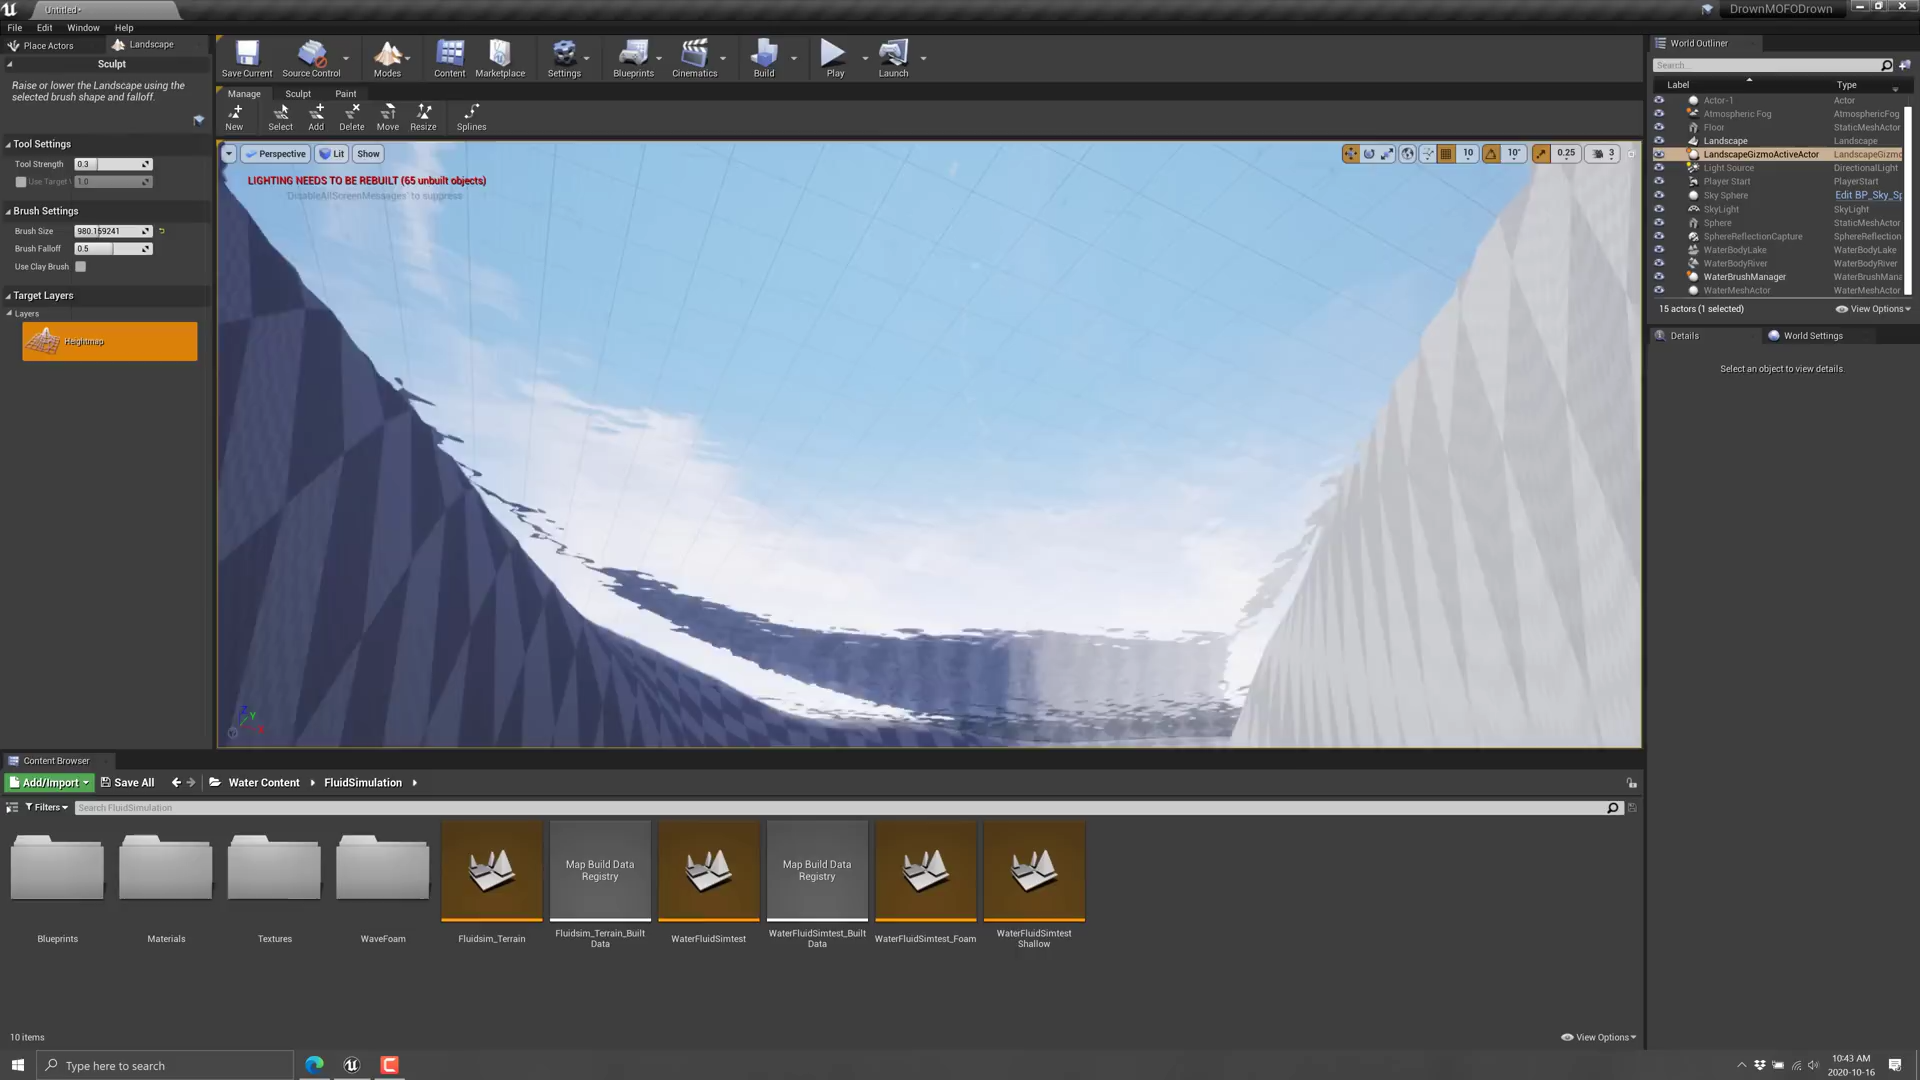 Untitled*
DrownMOFODrown
File Edit Window Help
Place Actors
Landscape
Sculpt
Raise or lower the Landscape using the
selected brush shape and falloff.
Tool Settings
Tool Strength 0.3
Use Target 1.0
Brush Settings
Brush Size 980.159241
Brush Falloff 0.5
Use Clay Brush
Target Layers
Layers
Heightmap
Save Current
Source Control
Modes
Content
Marketplace
Settings
Blueprints
Cinematics
Build
Play
Launch
Manage Sculpt Paint
New Select Add Delete Move Resize Splines
Perspective Lit Show
10 10° 0.25 3
LIGHTING NEEDS TO BE REBUILT (65 unbuilt objects)
'DisableAllScreenMessages' to suppress
Z Y
World Outliner
Search...
Label Type
Actor-1 Actor
Atmospheric Fog AtmosphericFog
Floor StaticMeshActor
Landscape Landscape
LandscapeGizmoActiveActor LandscapeGizmo
Light Source DirectionalLight
Player Start PlayerStart
Sky Sphere Edit BP_Sky_Sp
SkyLight SkyLight
Sphere StaticMeshActor
SphereReflectionCapture SphereReflection
WaterBodyLake WaterBodyLake
WaterBodyRiver WaterBodyRiver
WaterBrushManager WaterBrushMana
WaterMeshActor WaterMeshActor
15 actors (1 selected)
View Options
Details
World Settings
Select an object to view details.
Content Browser
Add/Import
Save All
Water Content
FluidSimulation
Filters
Search FluidSimulation
Map Build Data
Registry
Map Build Data
Registry
Blueprints
Materials
Textures
WaveFoam
Fluidsim_Terrain
Fluidsim_Terrain_Built
Data
WaterFluidSimtest
WaterFluidSimtest_Built
Data
WaterFluidSimtest_Foam
WaterFluidSimtest
Shallow
10 items
View Options
Type here to search
10:43 AM
2020-10-16